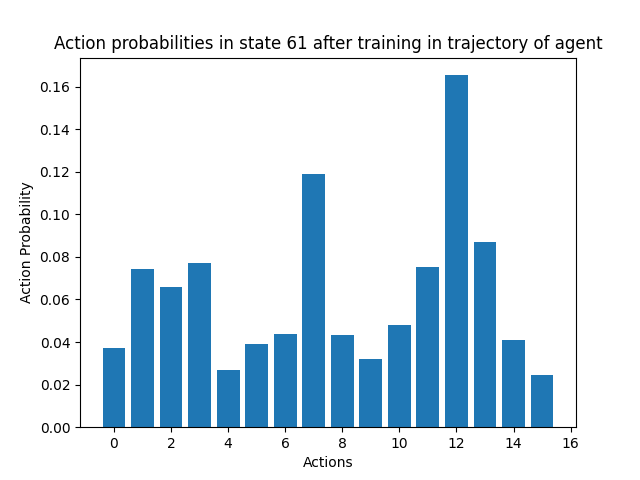 Action probabilities in state 61 after training in trajectory of agent
0.16
0.14
0.12
0.10
0.08
0.06
0.04
0.02
0.00
Action Probability
0 2 4 6 8 10 12 14 16
Actions